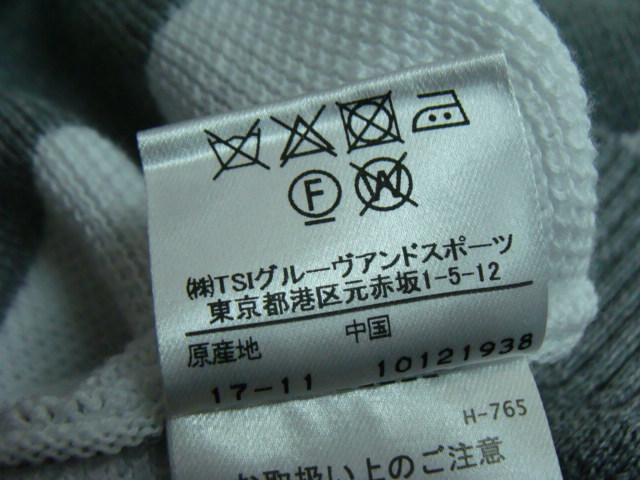 F W
㈱TSIグルーヴアンドスポーツ
東京都港区元赤坂1-5-12
原産地 中国
17-11 10121938
H-765
お取扱い上のご注意